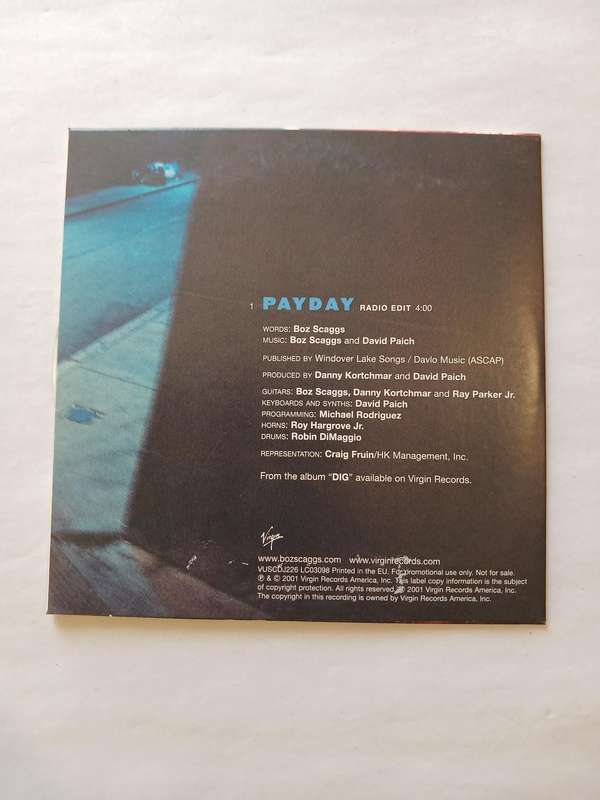 1 PAYDAY RADIO EDIT 4:00
WORDS: Boz Scaggs
MUSIC: Boz Scaggs and David Paich
PUBLISHED BY Windover Lake Songs / Davlo Music (ASCAP)
PRODUCED BY Danny Kortchmar and David Paich
GUITARS: Boz Scaggs, Danny Kortchmar and Ray Parker Jr.
KEYBOARDS AND SYNTHS: David Paich
PROGRAMMING: Michael Rodriguez
HORNS: Roy Hargrove Jr.
DRUMS: Robin DiMaggio
REPRESENTATION: Craig Fruin/HK Management, Inc.
From the album “DIG” available on Virgin Records.
Virgin
www.bozscaggs.com www.virginrecords.com
VUSCDJ226 LC03098 Printed in the EU. For promotional use only. Not for sale.
℗ & © 2001 Virgin Records America, Inc. This label copy information is the subject
of copyright protection. All rights reserved. © 2001 Virgin Records America, Inc.
The copyright in this recording is owned by Virgin Records America, Inc.